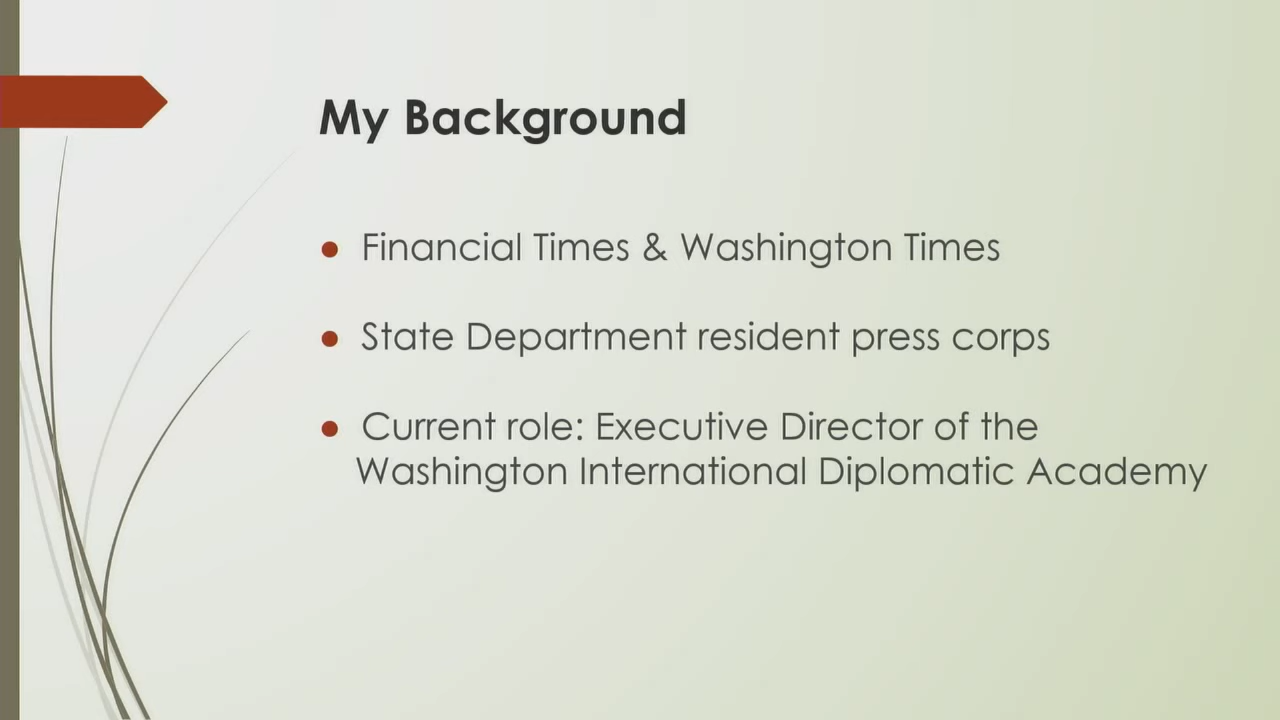 My Background
● Financial Times & Washington Times
● State Department resident press corps
● Current role: Executive Director of the
Washington International Diplomatic Academy